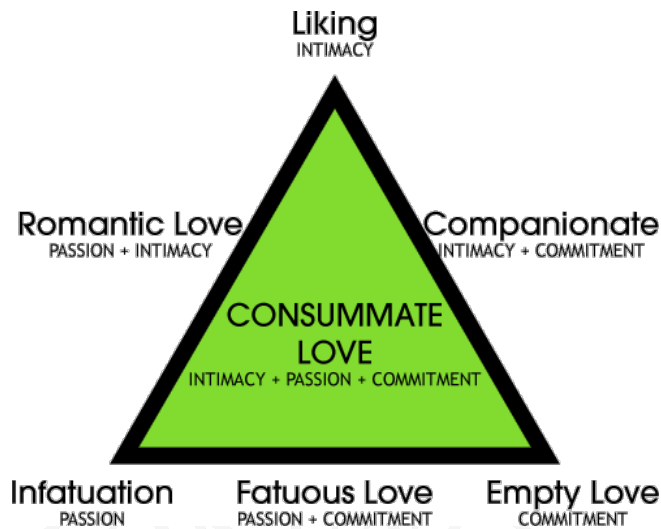 Liking
INTIMACY
Romantic Love
PASSION + INTIMACY
Companionate
INTIMACY + COMMITMENT
CONSUMMATE
LOVE
INTIMACY + PASSION + COMMITMENT
Infatuation
PASSION
Fatuous Love
PASSION + COMMITMENT
Empty Love
COMMITMENT